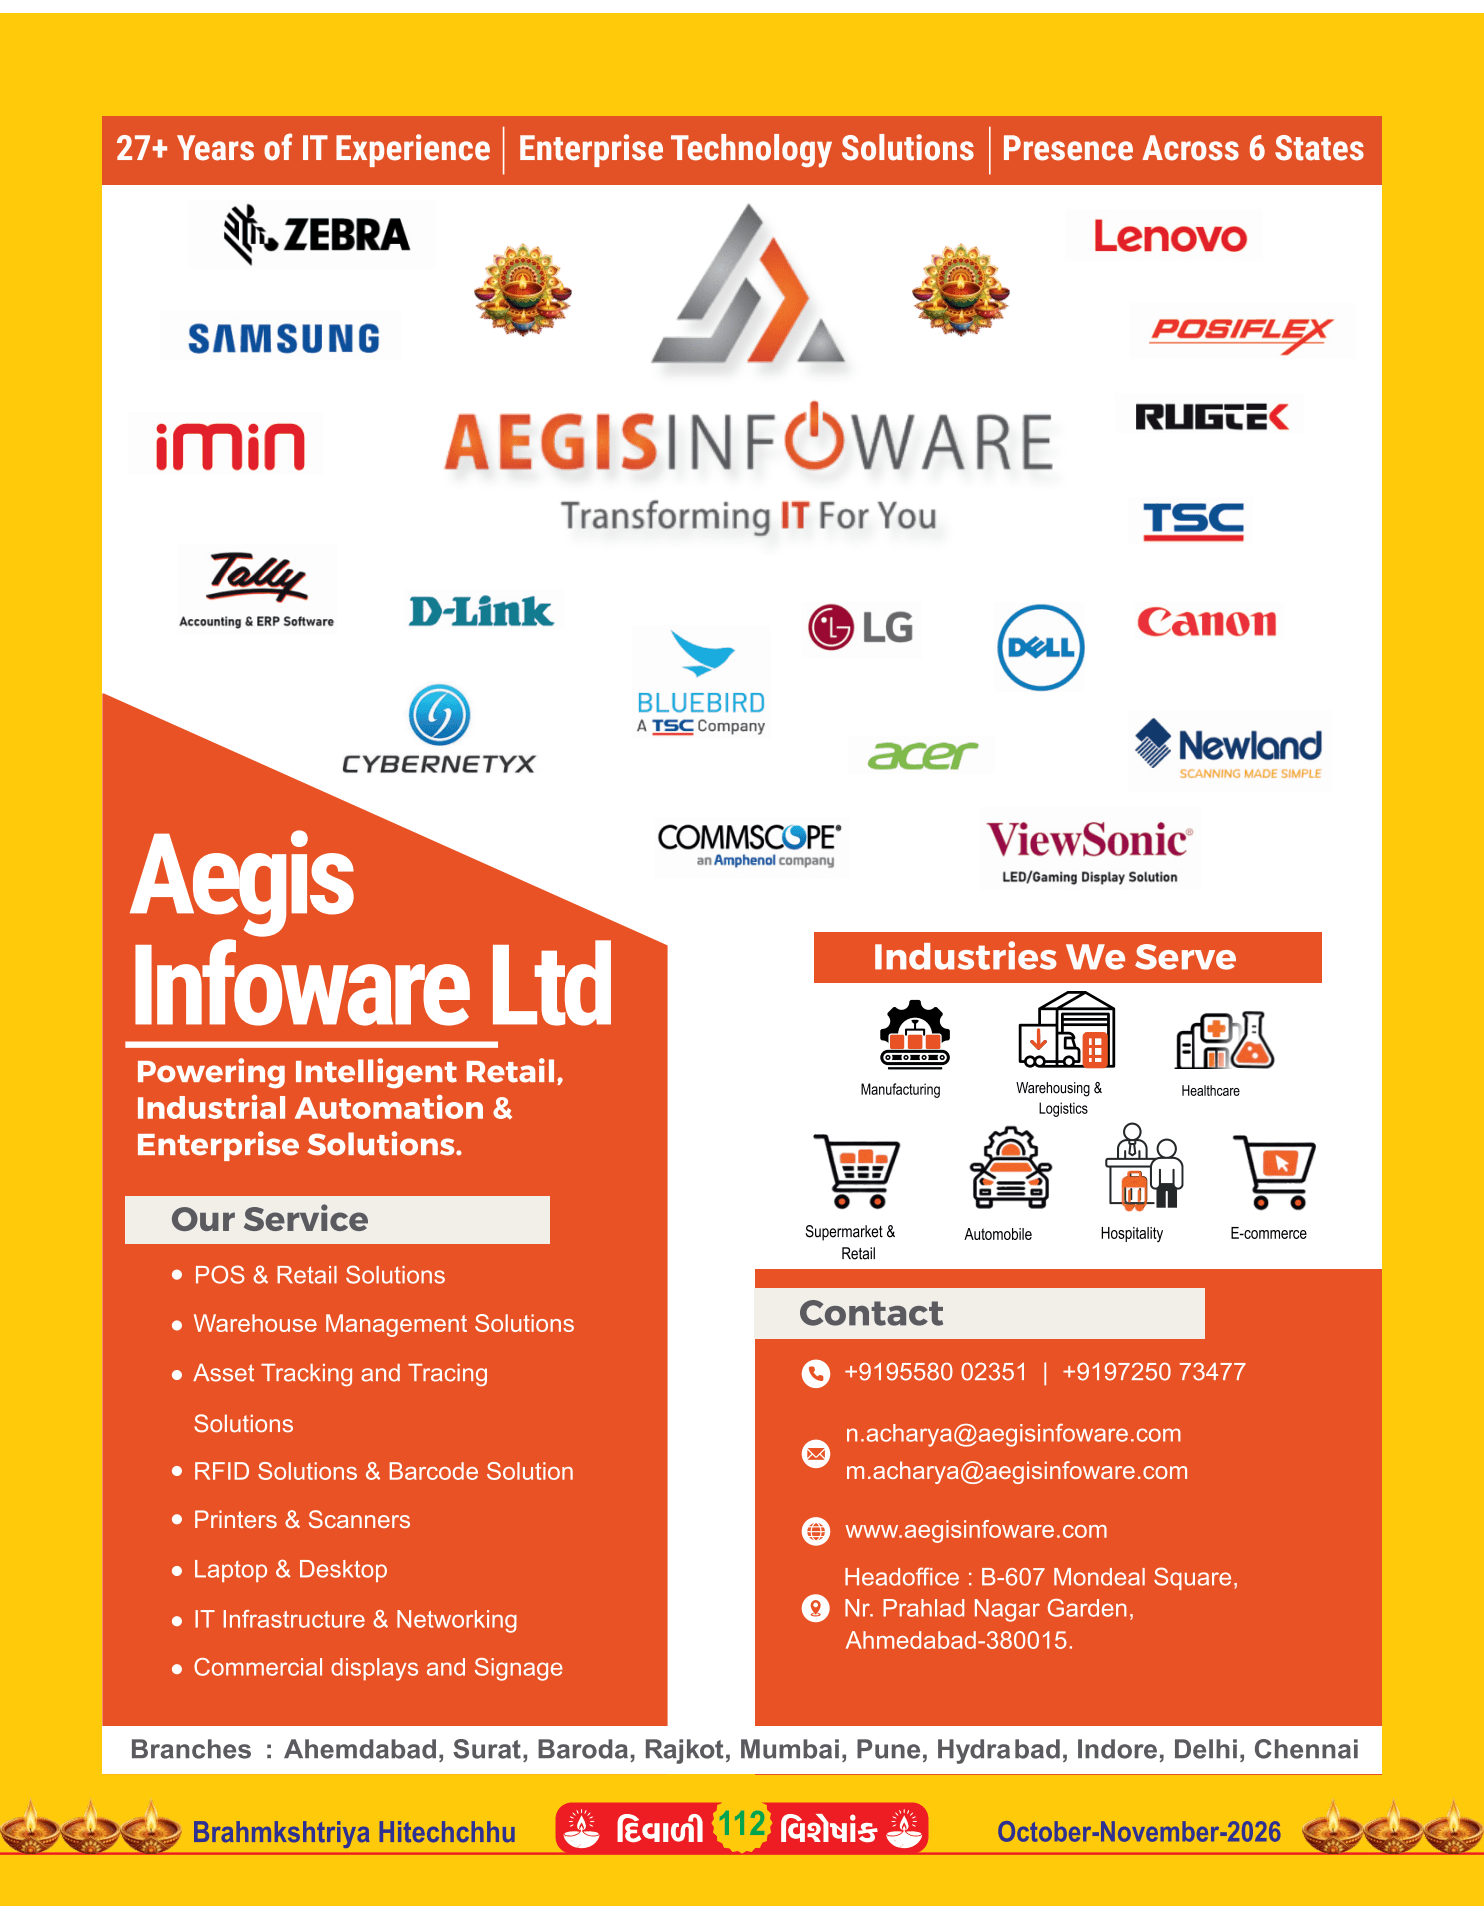 27+ Years of IT Experience | Enterprise Technology Solutions | Presence Across 6 States
ZEBRA
Lenovo
SAMSUNG
POSIFLEX
imin
RUGTEK
AEGISINFOWARE
Transforming IT For You
TSC
Tally
Accounting & ERP Software
D-Link
LG
DELL
Canon
BLUEBIRD
A TSC Company
CYBERNETYX
acer
Newland
SCANNING MADE SIMPLE
COMMSCOPE®
an Amphenol company
ViewSonic®
LED/Gaming Display Solution
Aegis
Infoware Ltd
Powering Intelligent Retail,
Industrial Automation &
Enterprise Solutions.
Our Service
• POS & Retail Solutions
• Warehouse Management Solutions
• Asset Tracking and Tracing
Solutions
• RFID Solutions & Barcode Solution
• Printers & Scanners
• Laptop & Desktop
• IT Infrastructure & Networking
• Commercial displays and Signage
Industries We Serve
Manufacturing
Warehousing &
Logistics
Healthcare
Supermarket &
Retail
Automobile
Hospitality
E-commerce
Contact
+9195580 02351 | +9197250 73477
n.acharya@aegisinfoware.com
m.acharya@aegisinfoware.com
www.aegisinfoware.com
Headoffice : B-607 Mondeal Square,
Nr. Prahlad Nagar Garden,
Ahmedabad-380015.
Branches : Ahemdabad, Surat, Baroda, Rajkot, Mumbai, Pune, Hydrabad, Indore, Delhi, Chennai
Brahmkshtriya Hitechchhu
દિવાળી 112 વિશેષાંક
October-November-2026